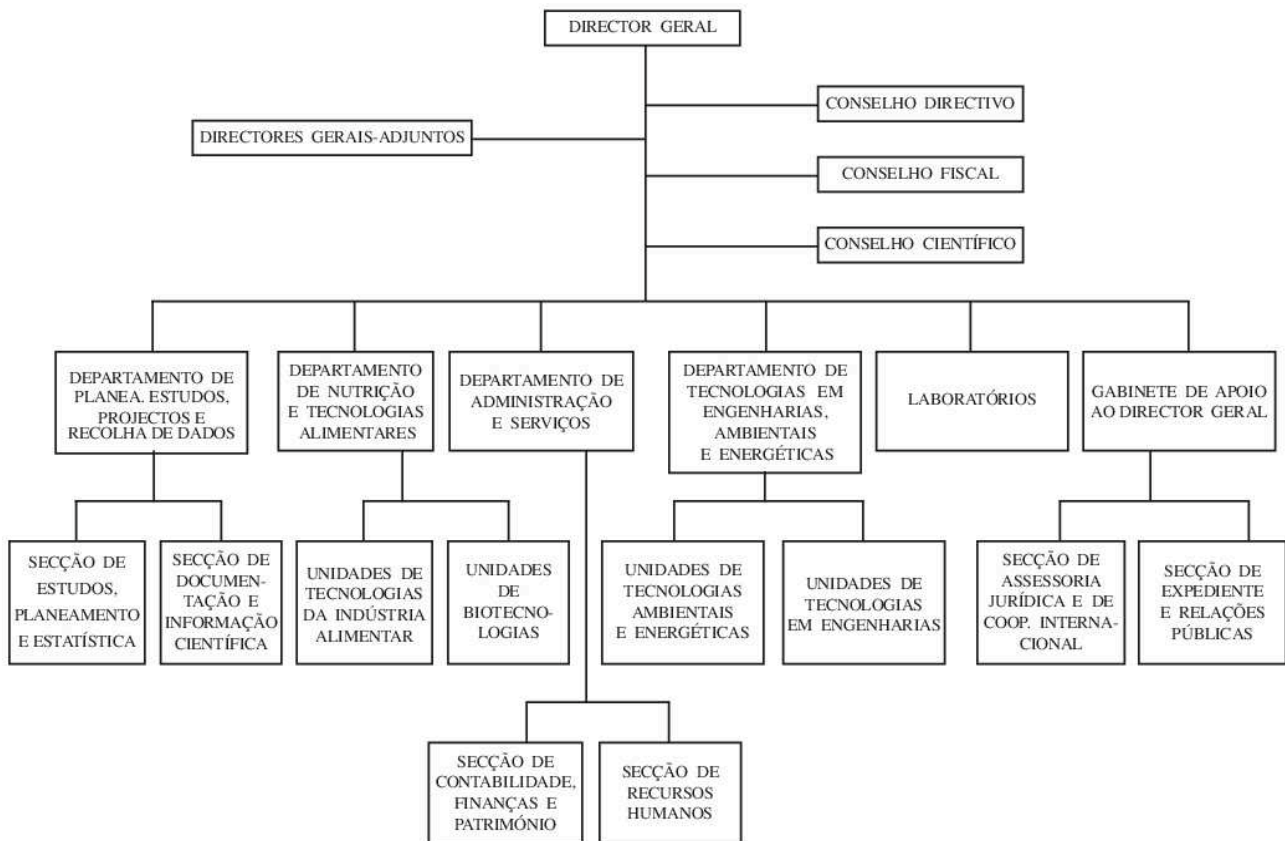 DIRECTOR GERAL
CONSELHO DIRECTIVO
DIRECTORES GERAIS-ADJUNTOS
CONSELHO FISCAL
CONSELHO CIENTÍFICO
DEPARTAMENTO DE
PLANEA. ESTUDOS,
PROJECTOS E
RECOLHA DE DADOS
DEPARTAMENTO
DE NUTRIÇÃO
E TECNOLOGIAS
ALIMENTARES
DEPARTAMENTO DE
ADMINISTRAÇÃO
E SERVIÇOS
DEPARTAMENTO DE
TECNOLOGIAS EM
ENGENHARIAS,
AMBIENTAIS
E ENERGÉTICAS
LABORATÓRIOS
GABINETE DE APOIO
AO DIRECTOR GERAL
SECÇÃO DE
ESTUDOS,
PLANEAMENTO
E ESTATÍSTICA
SECÇÃO DE
DOCUMEN-
TAÇÃO E
INFORMAÇÃO
CIENTÍFICA
UNIDADES DE
TECNOLOGIAS
DA INDÚSTRIA
ALIMENTAR
UNIDADES
DE
BIOTECNO-
LOGIAS
UNIDADES DE
TECNOLOGIAS
AMBIENTAIS
E ENERGÉTICAS
UNIDADES DE
TECNOLOGIAS
EM ENGENHARIAS
SECÇÃO DE
ASSESSORIA
JURÍDICA E DE
COOP. INTERNA-
CIONAL
SECÇÃO DE
EXPEDIENTE
E RELAÇÕES
PÚBLICAS
SECÇÃO DE
CONTABILIDADE,
FINANÇAS E
PATRIMÓNIO
SECÇÃO DE
RECURSOS
HUMANOS